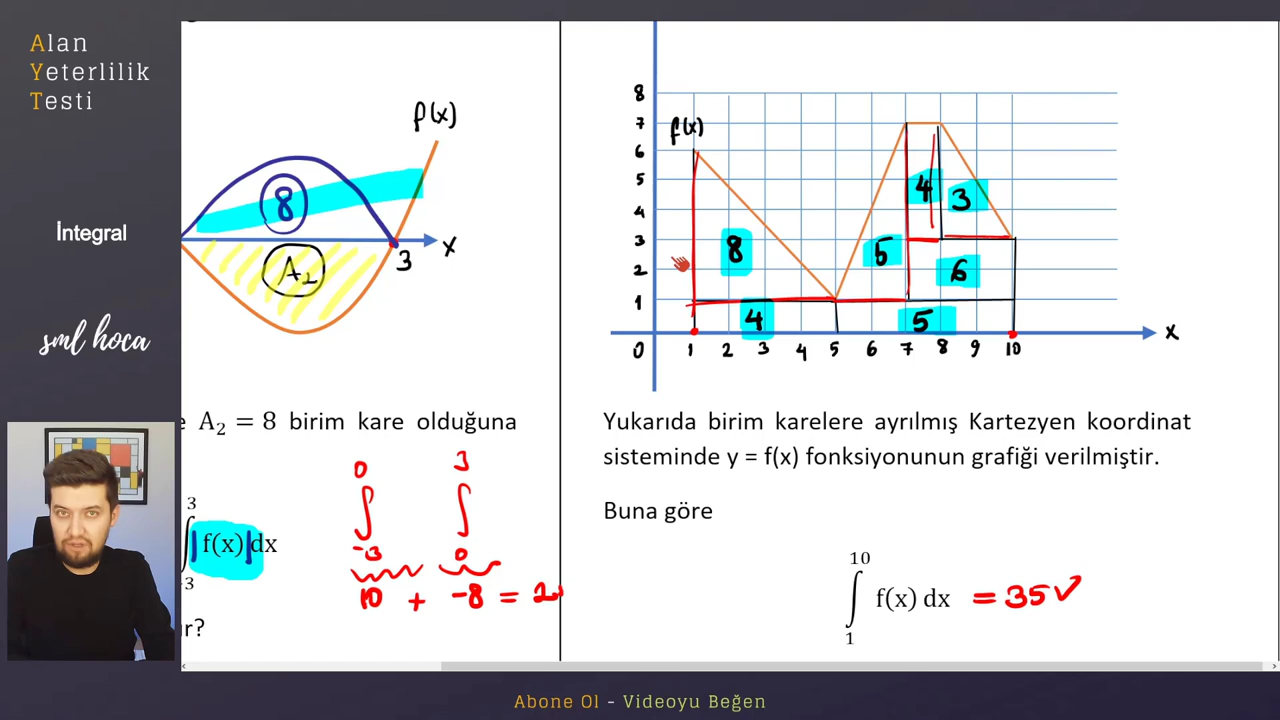 Alan
Yeterlilik
Testi
İntegral
sml hoca
f(x)
8
A₂
3
x
e A₂ = 8 birim kare olduğuna
3
|f(x)|dx
-3
0
3
∫ ∫
-3
0
10 + -8 = 2
ır?
8
7
6
5
4
3
2
1
0
f(x)
8
4
5
4
3
6
5
1 2 3 4 5 6 7 8 9 10
x
Yukarıda birim karelere ayrılmış Kartezyen koordinat
sisteminde y = f(x) fonksiyonunun grafiği verilmiştir.
Buna göre
10
∫ f(x) dx = 35 ✓
1
Abone Ol - Videoyu Beğen